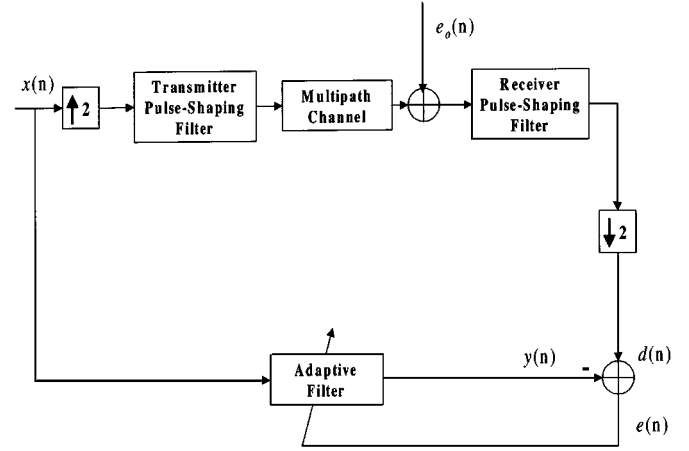 e_o(n)
x(n)
↑2
Transmitter
Pulse-Shaping
Filter
Multipath
Channel
Receiver
Pulse-Shaping
Filter
↓2
Adaptive
Filter
y(n)
-
d(n)
e(n)